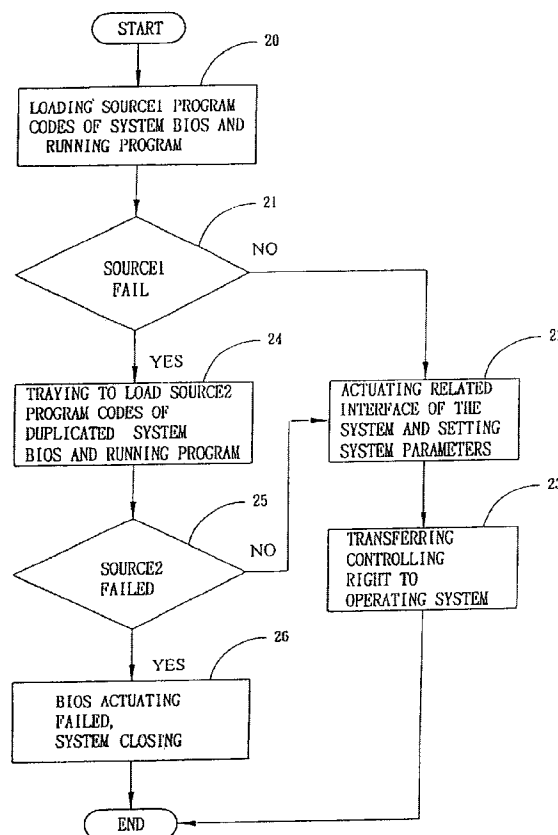 START
20
LOADING SOURCE1 PROGRAM
CODES OF SYSTEM BIOS AND
RUNNING PROGRAM
21
SOURCE1
FAIL
NO
YES
24
TRAYING TO LOAD SOURCE2
PROGRAM CODES OF
DUPLICATED SYSTEM
BIOS AND RUNNING PROGRAM
ACTUATING RELATED
INTERFACE OF THE
SYSTEM AND SETTING
SYSTEM PARAMETERS
25
SOURCE2
FAILED
NO
YES
23
TRANSFERRING
CONTROLLING
RIGHT TO
OPERATING SYSTEM
26
BIOS ACTUATING
FAILED,
SYSTEM CLOSING
END